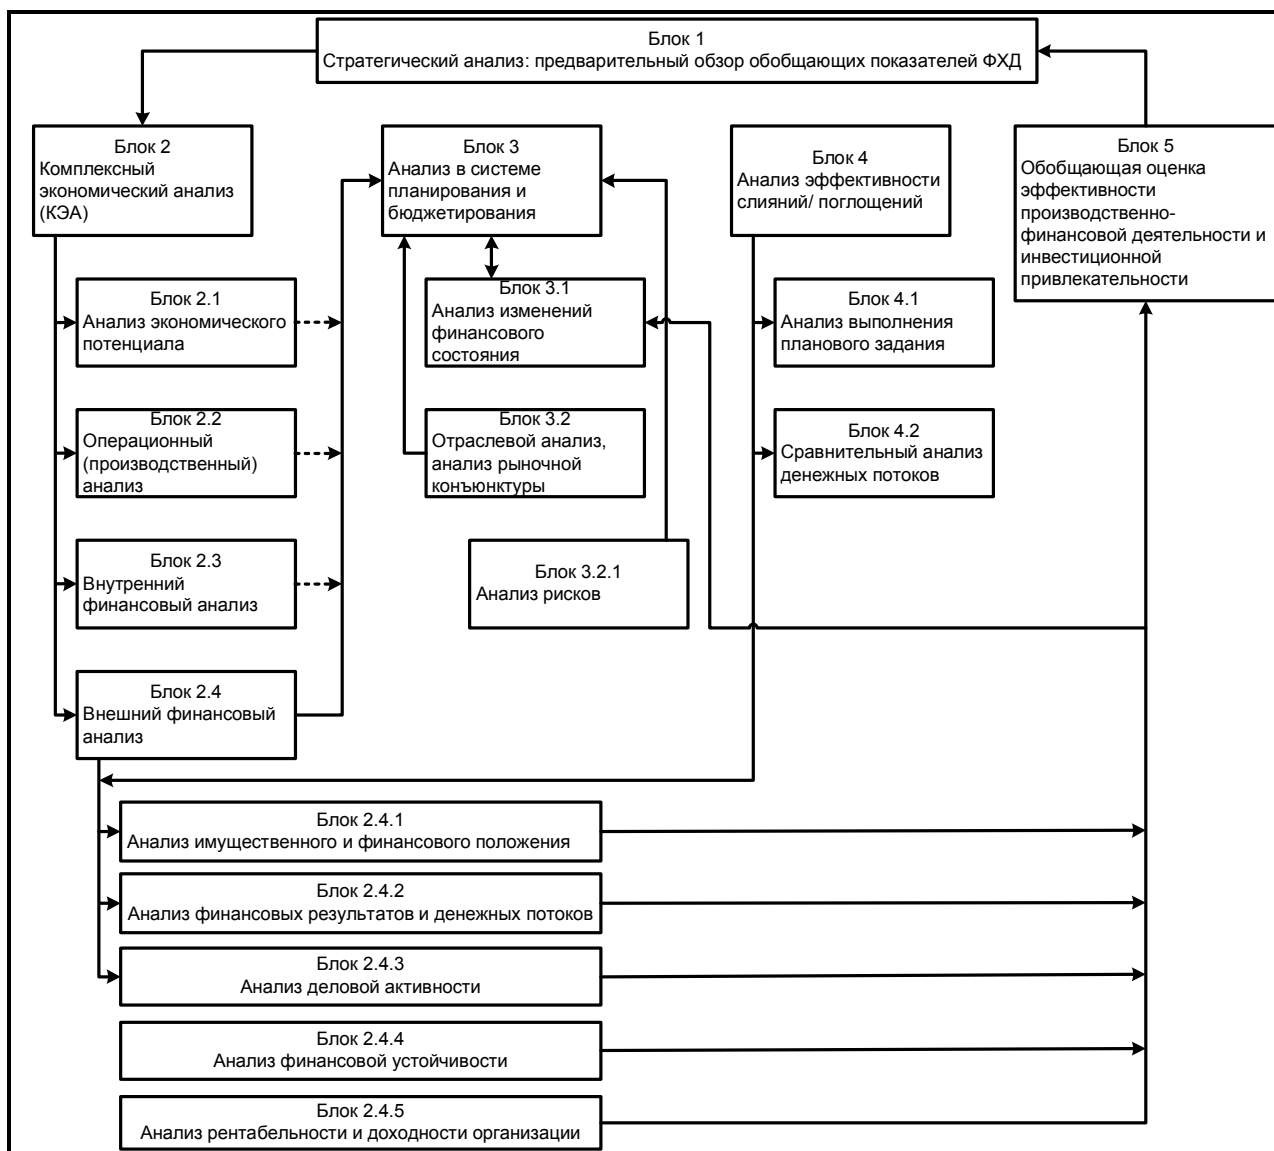 Блок 1
Стратегический анализ: предварительный обзор обобщающих показателей ФХД
Блок 2
Комплексный
экономический анализ
(КЭА)
Блок 3
Анализ в системе
планирования и
бюджетирования
Блок 4
Анализ эффективности
слияний/ поглощений
Блок 5
Обобщающая оценка
эффективности
производственно-
финансовой деятельности и
инвестиционной
привлекательности
Блок 2.1
Анализ экономического
потенциала
Блок 3.1
Анализ изменений
финансового
состояния
Блок 4.1
Анализ выполнения
планового задания
Блок 2.2
Операционный
(производственный)
анализ
Блок 3.2
Отраслевой анализ,
анализ рыночной
конъюнктуры
Блок 4.2
Сравнительный анализ
денежных потоков
Блок 2.3
Внутренний
финансовый анализ
Блок 3.2.1
Анализ рисков
Блок 2.4
Внешний финансовый
анализ
Блок 2.4.1
Анализ имущественного и финансового положения
Блок 2.4.2
Анализ финансовых результатов и денежных потоков
Блок 2.4.3
Анализ деловой активности
Блок 2.4.4
Анализ финансовой устойчивости
Блок 2.4.5
Анализ рентабельности и доходности организации